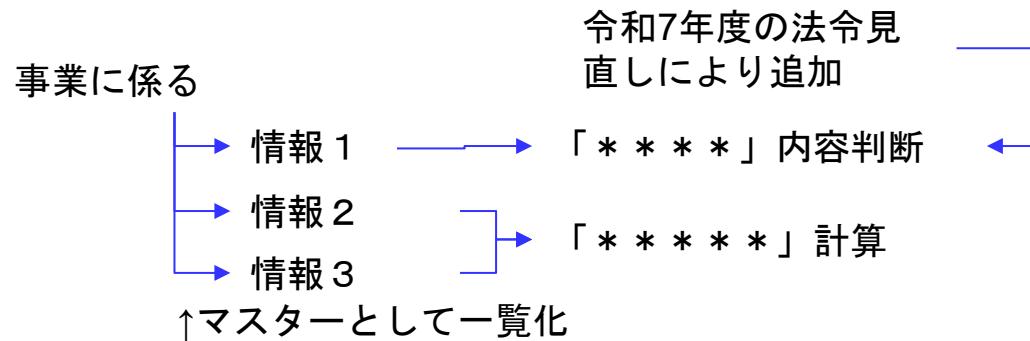 令和7年度の法令見
直しにより追加
事業に係る
情報１
「＊＊＊＊」内容判断
情報２
「＊＊＊＊＊」計算
情報３
↑マスターとして一覧化